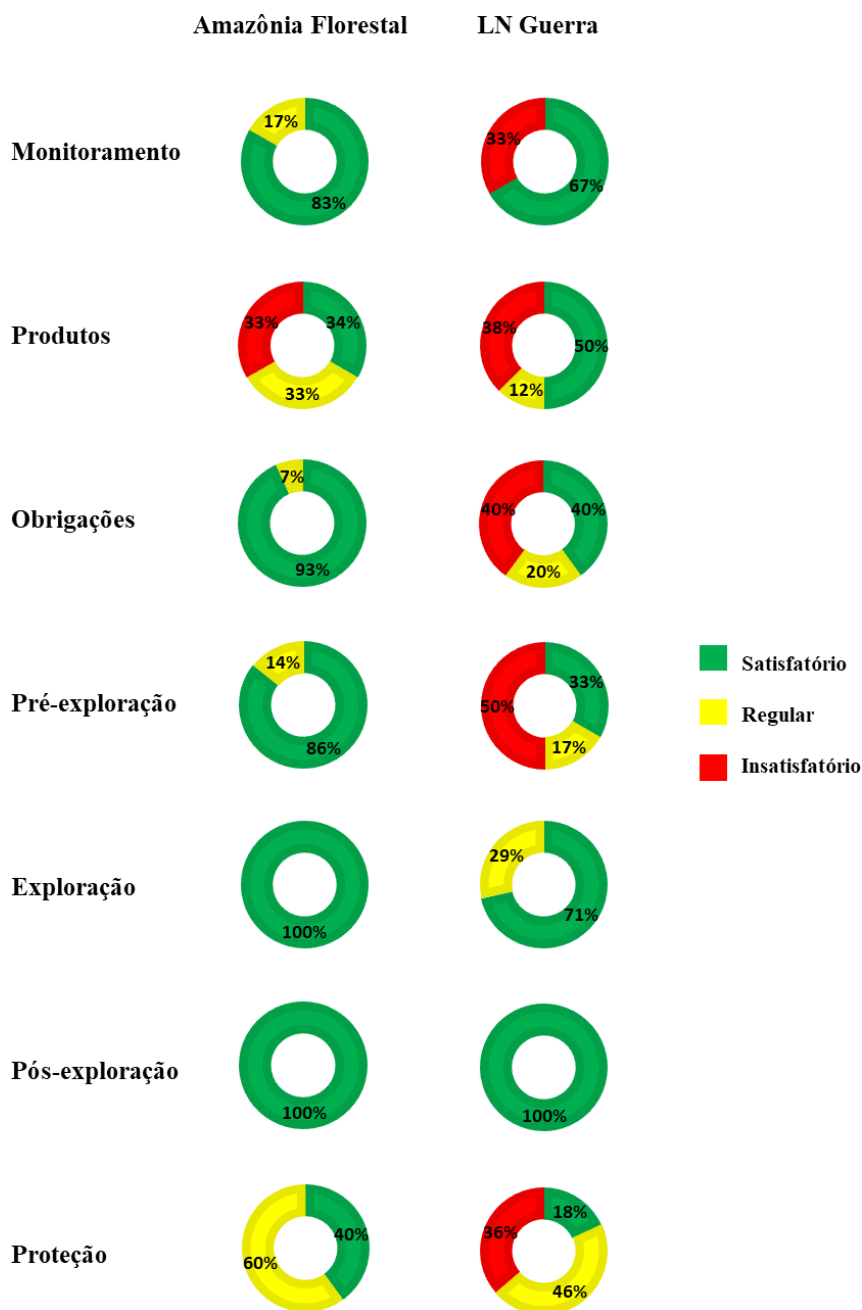 Amazônia Florestal LN Guerra
Monitoramento
17%
83%
33%
67%
Produtos
33%
34%
33%
38%
50%
12%
Obrigações
7%
93%
40%
40%
20%
Pré-exploração
14%
86%
50%
33%
17%
Satisfatório
Regular
Insatisfatório
Exploração
100%
29%
71%
Pós-exploração
100%
100%
Proteção
40%
60%
36%
18%
46%